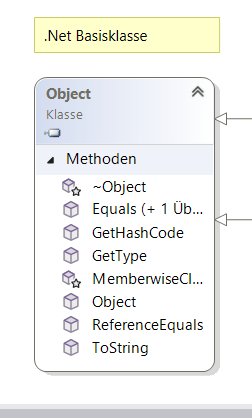 .Net Basisklasse
Object
Klasse
Methoden
~Object
Equals (+ 1 Üb...
GetHashCode
GetType
MemberwiseCl...
Object
ReferenceEquals
ToString